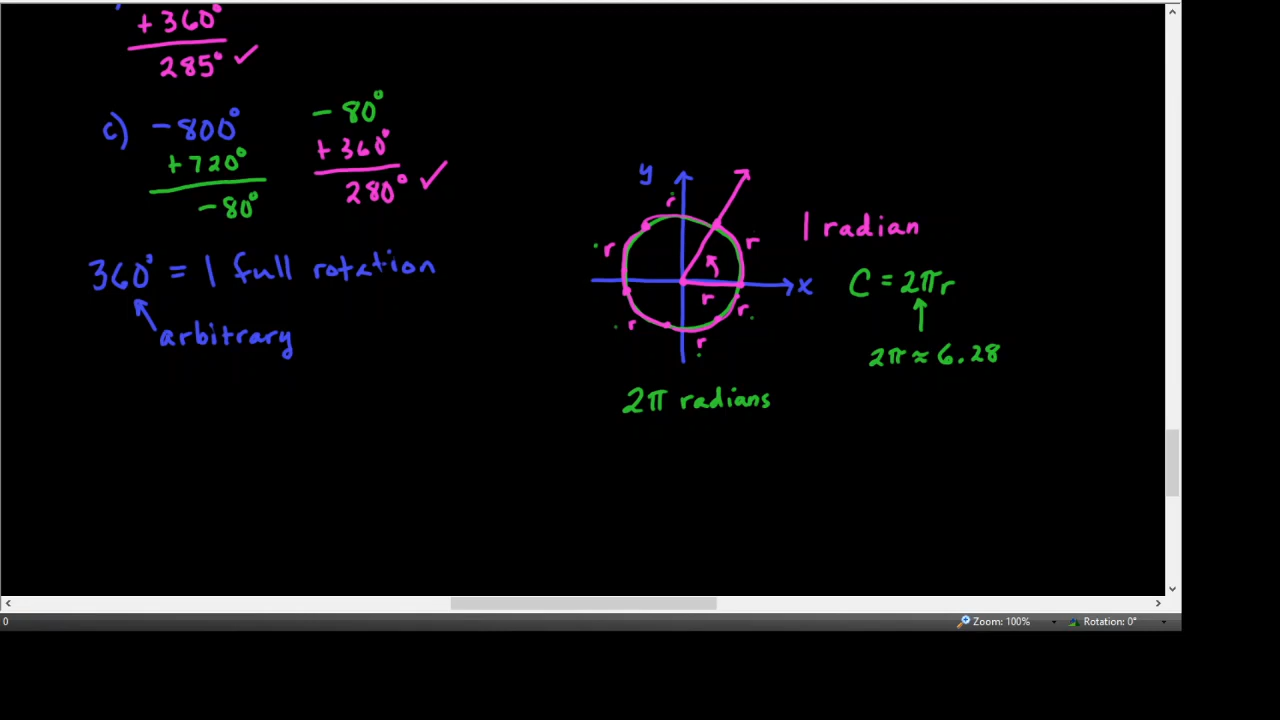 + 360°
285° ✓
c) - 800°
+ 720°
- 80°
- 80°
+ 360°
280° ✓
360° = 1 full rotation
arbitrary
y
r
r
r
r
r
r
r
x
1 radian
C = 2πr
2π ≈ 6.28
2π radians
0
Zoom: 100%
Rotation: 0°